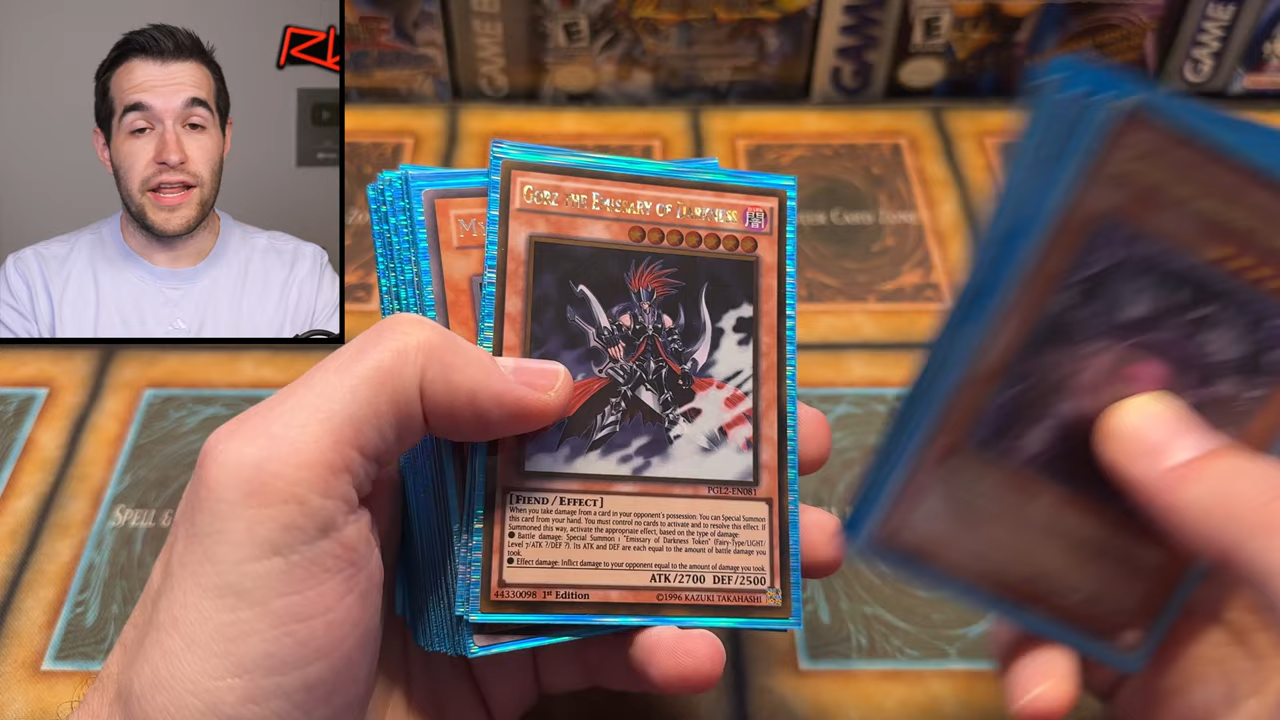 GAME B
E
GAME
E
GAME
SPELL &
GORZ THE EMISSARY OF DARKNESS
闇
PGL2-EN081
[FIEND/EFFECT]
When you take damage from a card in your opponent's possession: You can Special Summon
this card from your hand. You must control no cards to activate and to resolve this effect. If
Summoned this way, activate the appropriate effect, based on the type of damage:
● Battle damage: Special Summon 1 "Emissary of Darkness Token" (Fairy-Type/LIGHT/
Level 7/ATK ?/DEF ?). Its ATK and DEF are each equal to the amount of battle damage you
took.
● Effect damage: Inflict damage to your opponent equal to the amount of damage you took.
ATK/2700 DEF/2500
44330098 1st Edition ©1996 KAZUKI TAKAHASHI